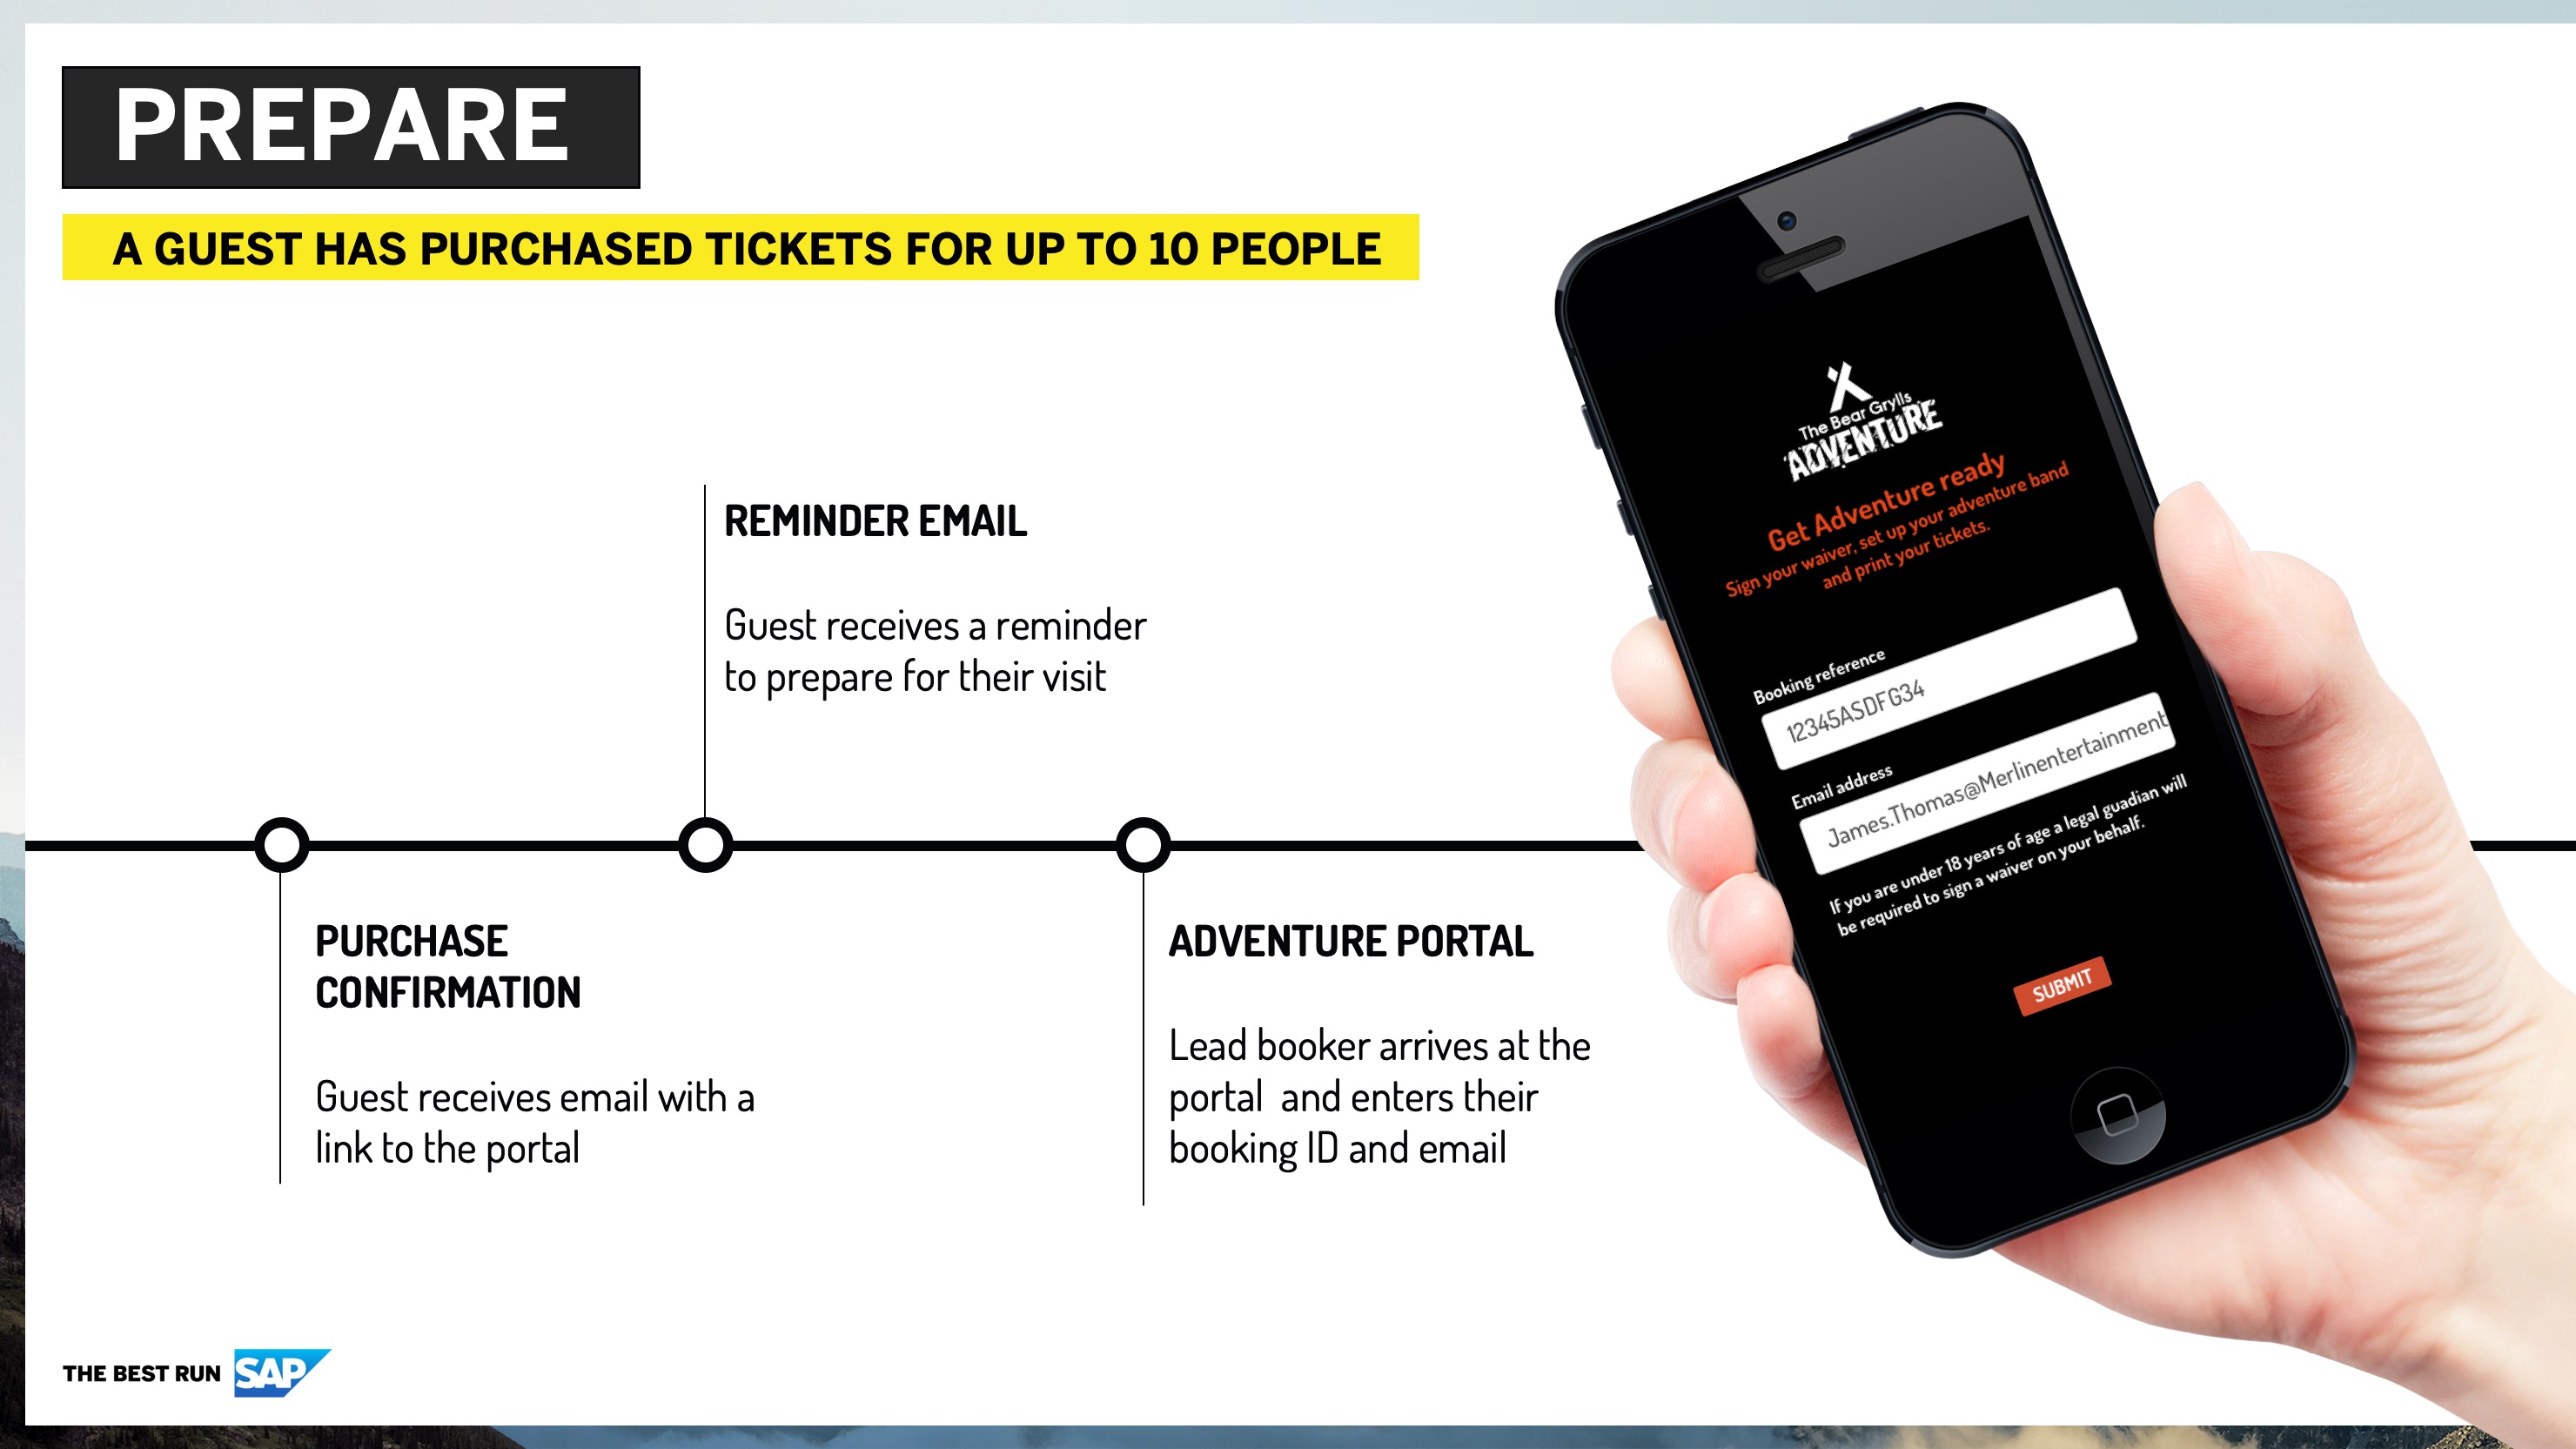 PREPARE
A GUEST HAS PURCHASED TICKETS FOR UP TO 10 PEOPLE
REMINDER EMAIL
Guest receives a reminder
to prepare for their visit
PURCHASE
CONFIRMATION
Guest receives email with a
link to the portal
ADVENTURE PORTAL
Lead booker arrives at the
portal  and enters their
booking ID and email
The Bear Grylls
ADVENTURE
Get Adventure ready
Sign your waiver, set up your adventure band
and print your tickets.
Booking reference
12345ASDFG34
Email address
James.Thomas@Merlinentertainment
If you are under 18 years of age a legal guadian will
be required to sign a waiver on your behalf.
SUBMIT
THE BEST RUN SAP